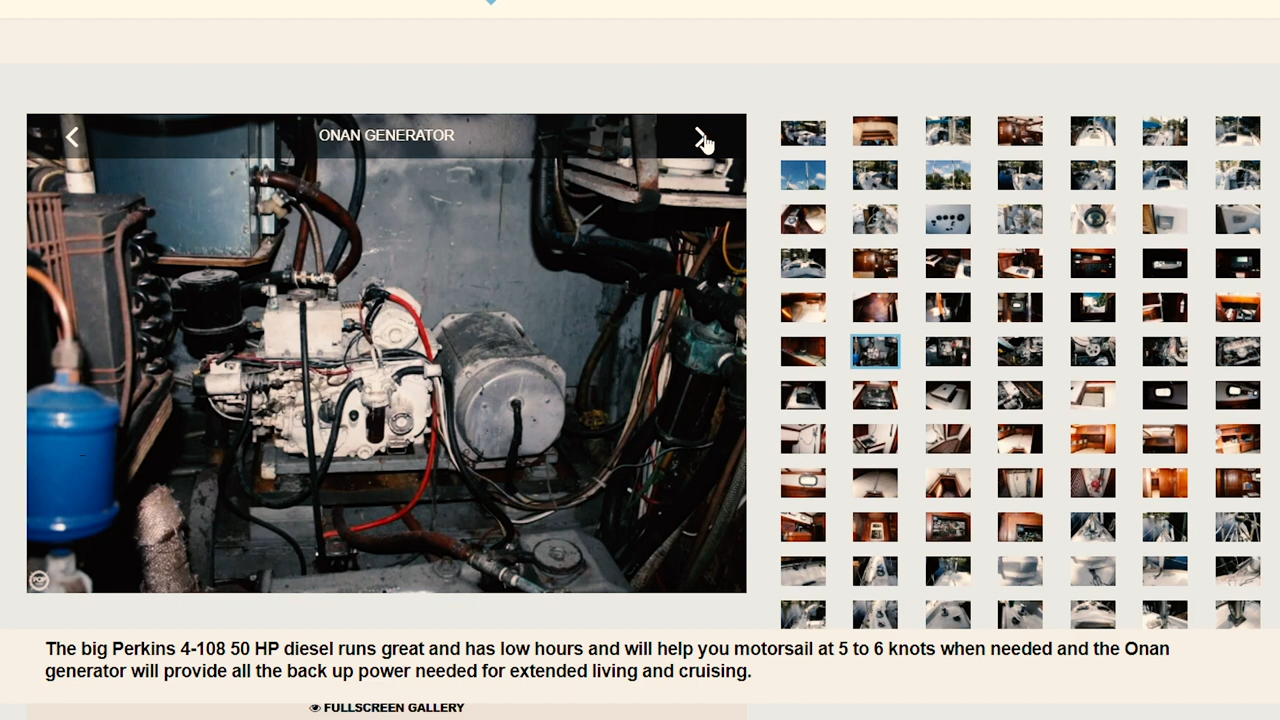 ONAN GENERATOR
The big Perkins 4-108 50 HP diesel runs great and has low hours and will help you motorsail at 5 to 6 knots when needed and the Onan
generator will provide all the back up power needed for extended living and cruising.
FULLSCREEN GALLERY